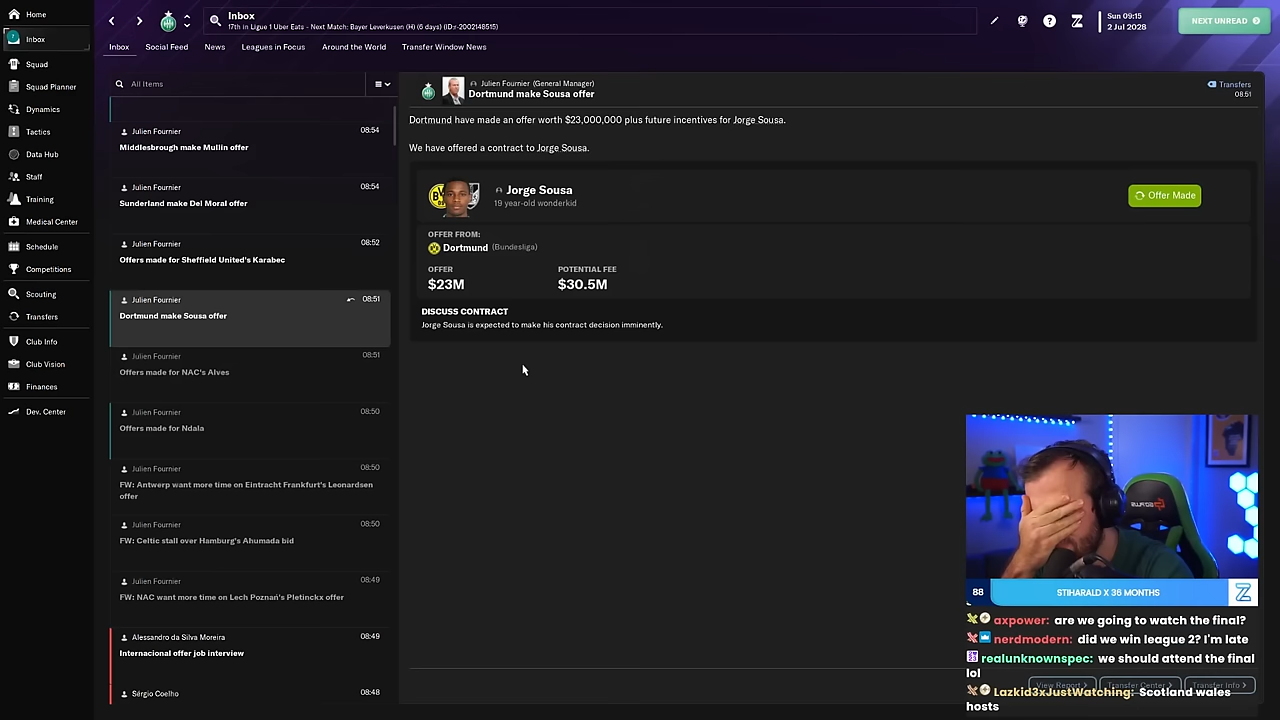 Home
Inbox
Squad
Squad Planner
Dynamics
Tactics
Data Hub
Staff
Training
Medical Center
Schedule
Competitions
Scouting
Transfers
Club Info
Club Vision
Finances
Dev. Center
Inbox
17th in Ligue 1 Uber Eats - Next Match: Bayer Leverkusen (H) (6 days) (ID:r-2002148515)
Sun 09:15
2 Jul 2028
NEXT UNREAD
Inbox Social Feed News Leagues in Focus Around the World Transfer Window News
All Items
Julien Fournier 08:54
Middlesbrough make Mullin offer
Julien Fournier 08:54
Sunderland make Del Moral offer
Julien Fournier 08:52
Offers made for Sheffield United's Karabec
Julien Fournier 08:51
Dortmund make Sousa offer
Julien Fournier 08:51
Offers made for NAC's Alves
Julien Fournier 08:50
Offers made for Ndala
Julien Fournier 08:50
FW: Antwerp want more time on Eintracht Frankfurt's Leonardsen
offer
Julien Fournier 08:50
FW: Celtic stall over Hamburg's Ahumada bid
Julien Fournier 08:49
FW: NAC want more time on Lech Poznań's Pletinckx offer
Alessandro da Silva Moreira 08:49
Internacional offer job interview
Sérgio Coelho 08:48
Julien Fournier (General Manager)
Dortmund make Sousa offer
Transfers
08:51
Dortmund have made an offer worth $23,000,000 plus future incentives for Jorge Sousa.
We have offered a contract to Jorge Sousa.
Jorge Sousa
19 year-old wonderkid
Offer Made
OFFER FROM:
Dortmund (Bundesliga)
OFFER POTENTIAL FEE
$23M $30.5M
DISCUSS CONTRACT
Jorge Sousa is expected to make his contract decision imminently.
88 STIHARALD X 36 MONTHS
axpower: are we going to watch the final?
nerdmodern: did we win league 2? I'm late
realunknownspec: we should attend the final
lol
View Report Transfer Center Transfer Info
Lazkid3xJustWatching: Scotland wales
hosts